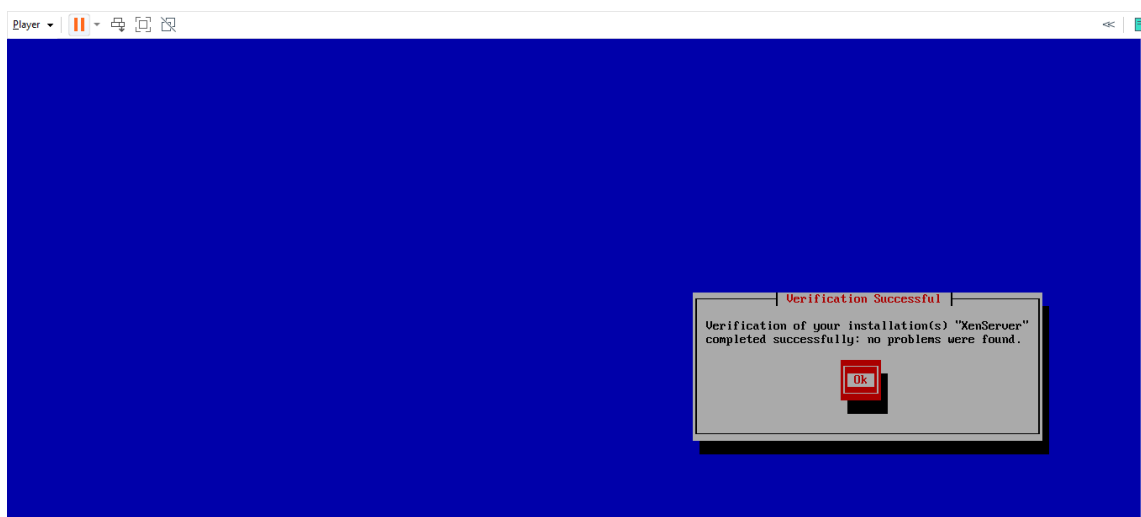 Player
Verification Successful
Verification of your installation(s) "XenServer"
completed successfully: no problems were found.
Ok